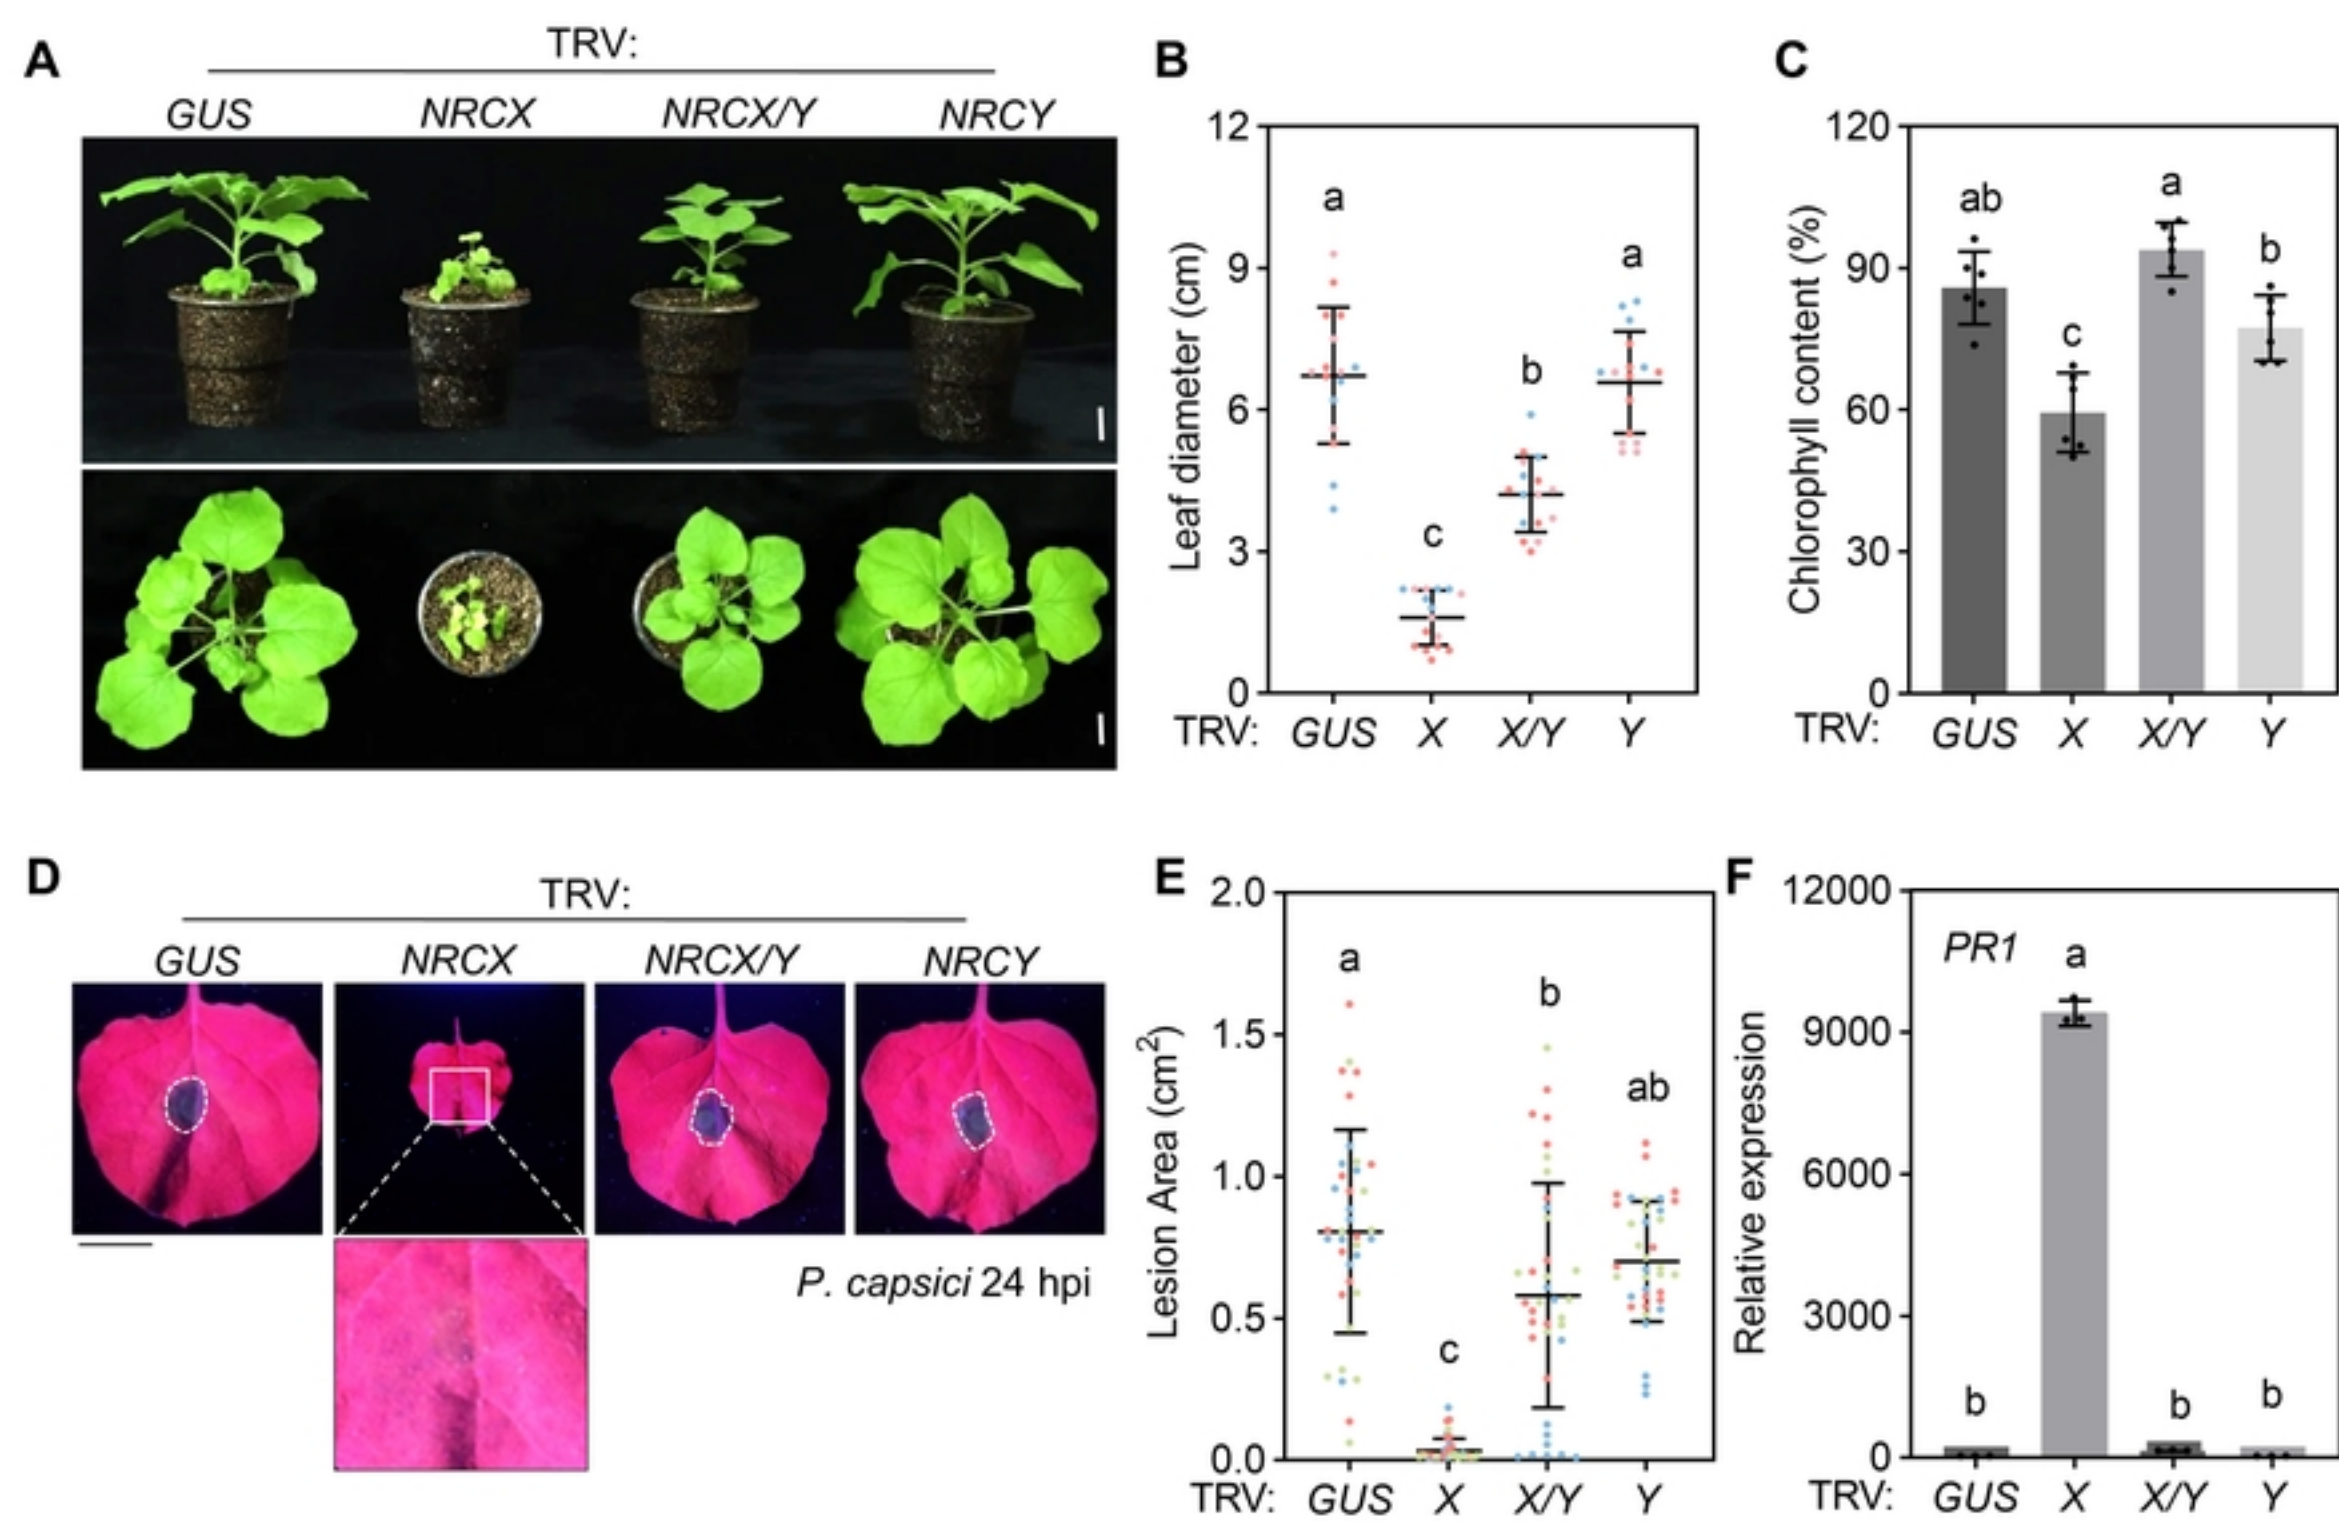 A
TRV:
GUS NRCX NRCX/Y NRCY
B
12
9
6
3
0
Leaf diameter (cm)
a
c
b
a
TRV: GUS X X/Y Y
C
120
90
60
30
0
Chlorophyll content (%)
ab
c
a
b
TRV: GUS X X/Y Y
D
TRV:
GUS NRCX NRCX/Y NRCY
P. capsici 24 hpi
E
2.0
1.5
1.0
0.5
0.0
Lesion Area (cm²)
a
c
b
ab
TRV: GUS X X/Y Y
F
12000
9000
6000
3000
0
Relative expression
PR1
b
a
b
b
TRV: GUS X X/Y Y